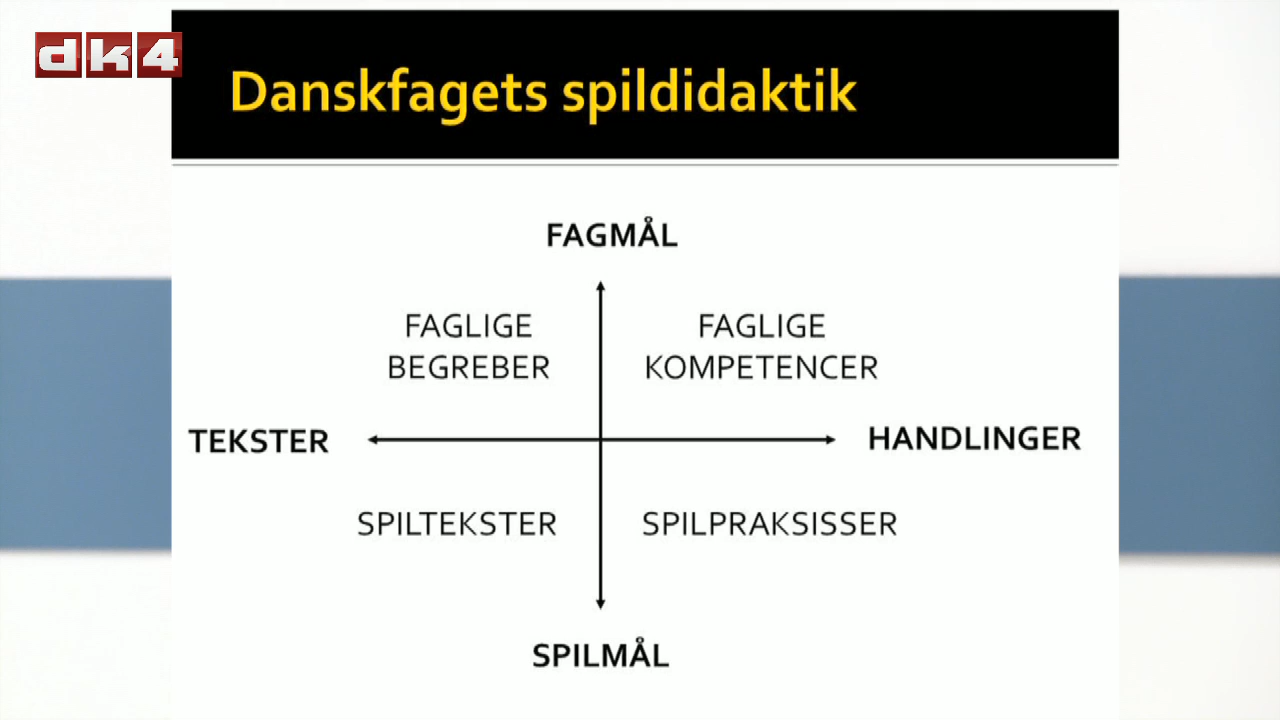 dk4
Danskfagets spildidaktik
FAGMÅL
FAGLIGE
BEGREBER
FAGLIGE
KOMPETENCER
TEKSTER
HANDLINGER
SPILTEKSTER
SPILPRAKSISSER
SPILMÅL